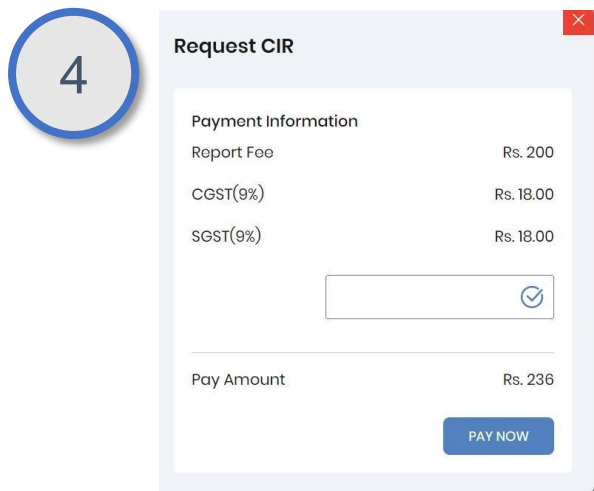 4
Request CIR
Payment Information
Report Fee Rs. 200
CGST(9%) Rs. 18.00
SGST(9%) Rs. 18.00
Pay Amount Rs. 236
PAY NOW